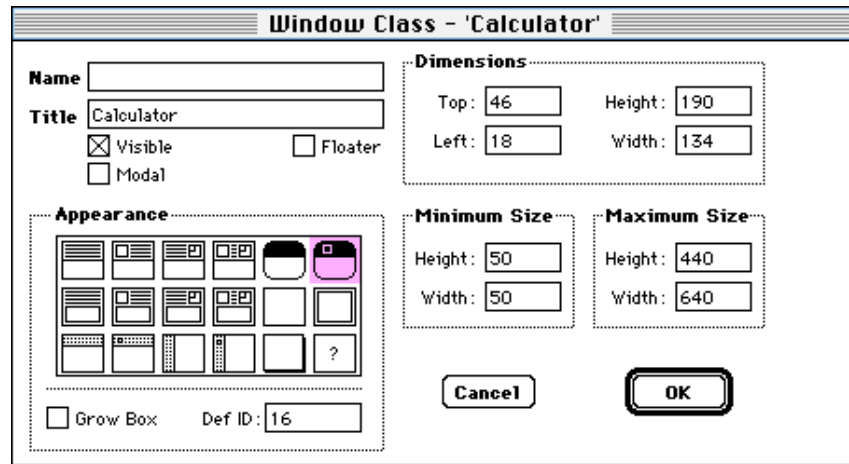 Window Class - 'Calculator'
Name
Title Calculator
Visible Floater
Modal
Dimensions
Top: 46 Height: 190
Left: 18 Width: 134
Appearance
?
Grow Box Def ID: 16
Minimum Size
Height: 50
Width: 50
Maximum Size
Height: 440
Width: 640
Cancel OK